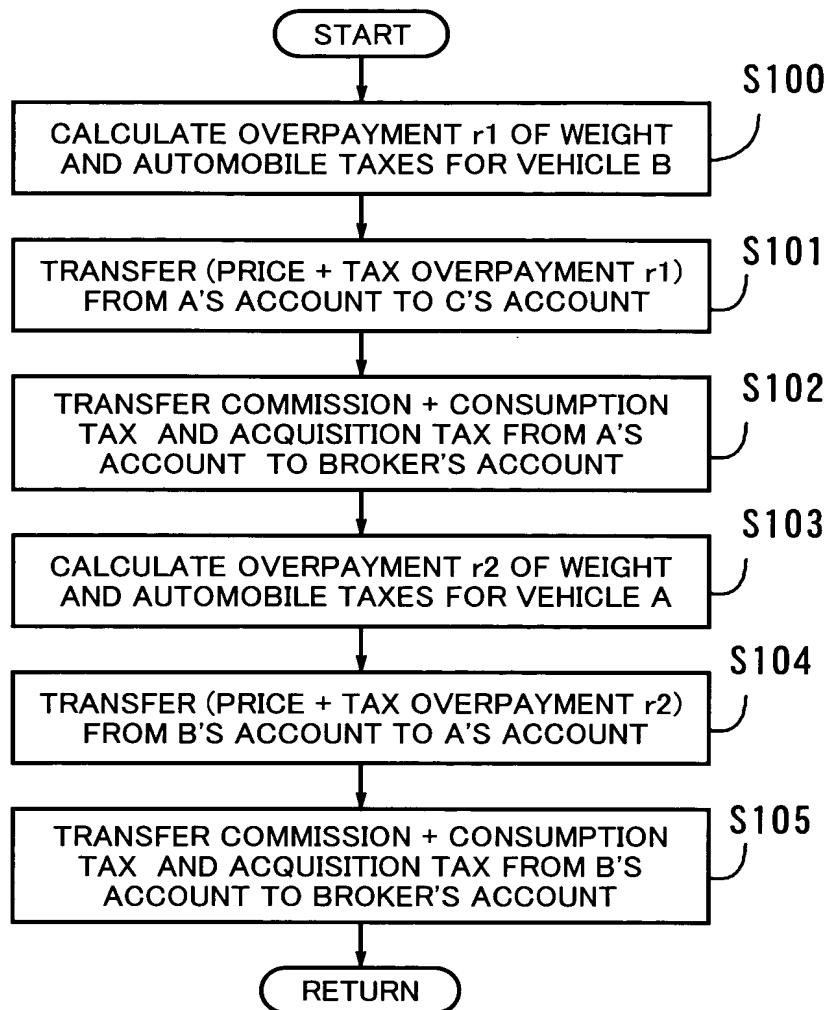 START
S100
CALCULATE OVERPAYMENT r1 OF WEIGHT
AND AUTOMOBILE TAXES FOR VEHICLE B
S101
TRANSFER (PRICE + TAX OVERPAYMENT r1)
FROM A'S ACCOUNT TO C'S ACCOUNT
S102
TRANSFER COMMISSION + CONSUMPTION
TAX AND ACQUISITION TAX FROM A'S
ACCOUNT TO BROKER'S ACCOUNT
S103
CALCULATE OVERPAYMENT r2 OF WEIGHT
AND AUTOMOBILE TAXES FOR VEHICLE A
S104
TRANSFER (PRICE + TAX OVERPAYMENT r2)
FROM B'S ACCOUNT TO A'S ACCOUNT
S105
TRANSFER COMMISSION + CONSUMPTION
TAX AND ACQUISITION TAX FROM B'S
ACCOUNT TO BROKER'S ACCOUNT
RETURN